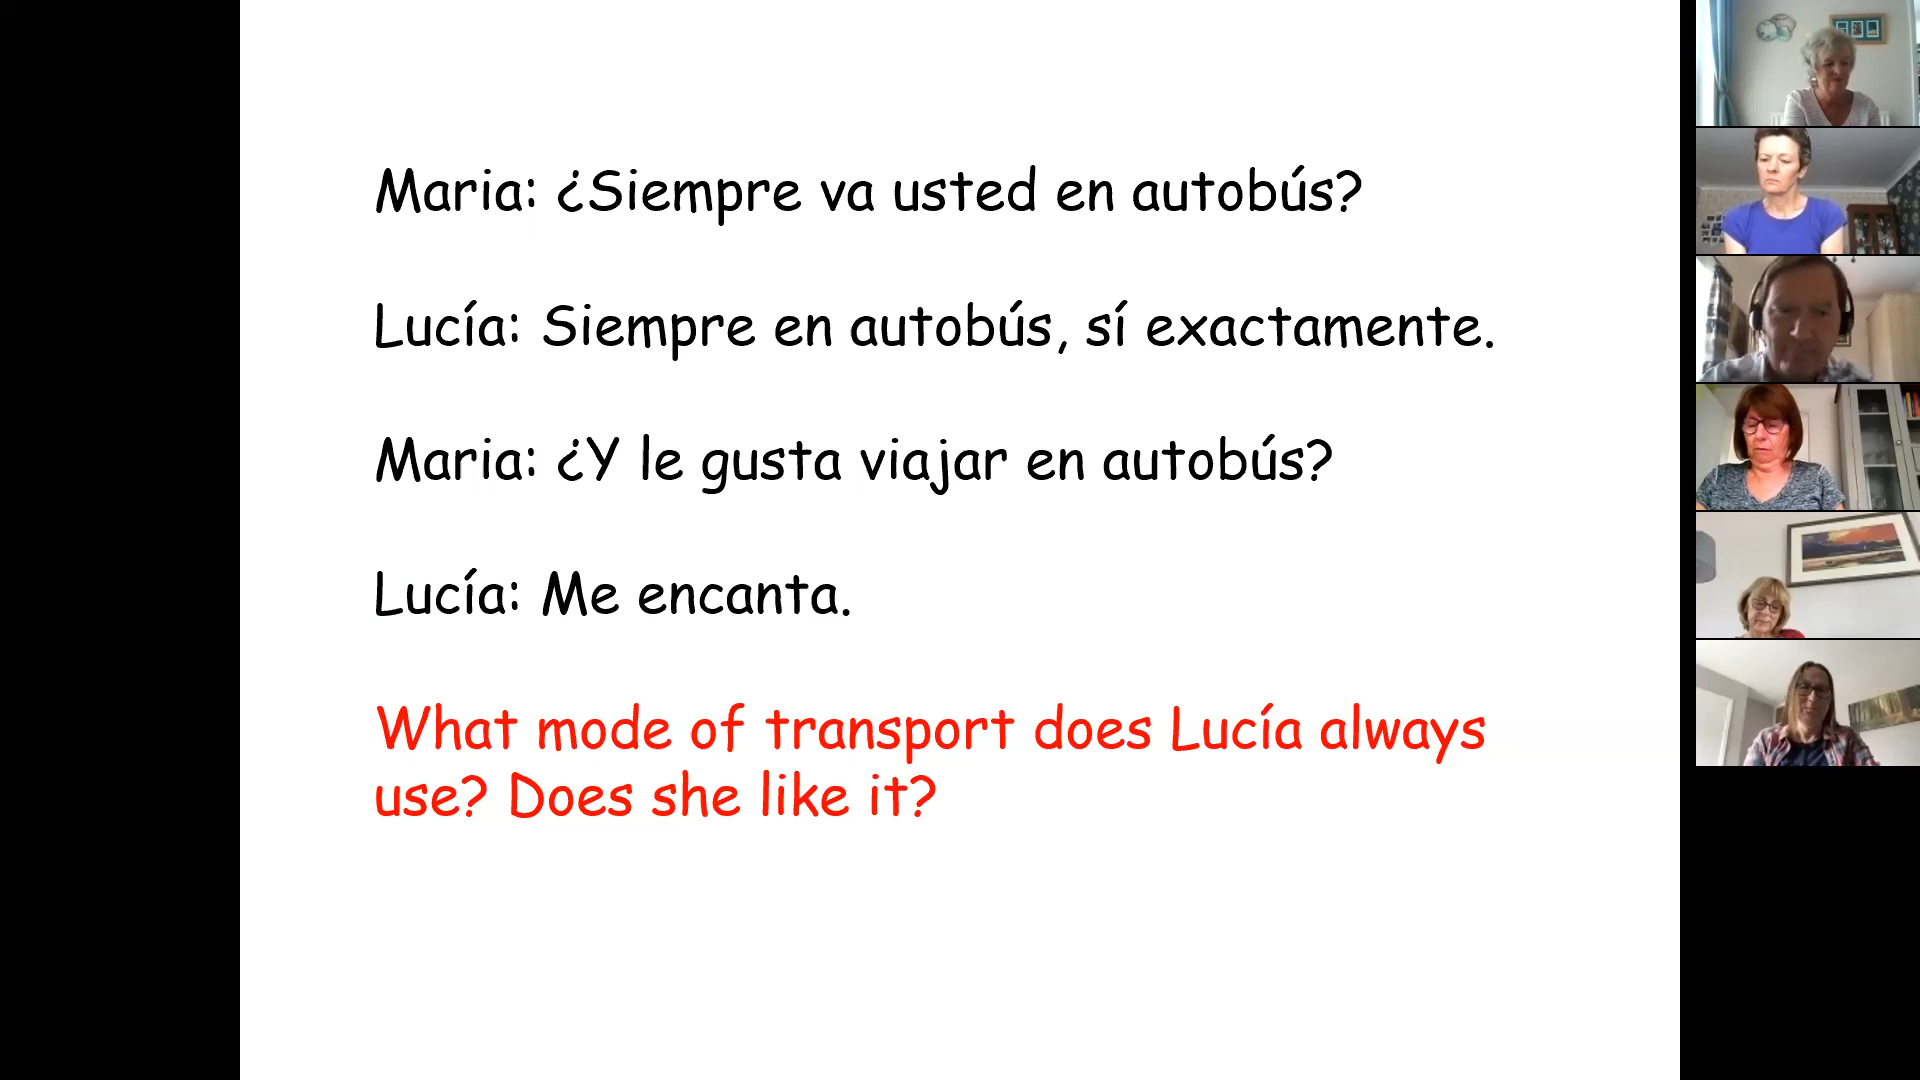 Maria: ¿Siempre va usted en autobús?
Lucía: Siempre en autobús, sí exactamente.
Maria: ¿Y le gusta viajar en autobús?
Lucía: Me encanta.
What mode of transport does Lucía always
use? Does she like it?